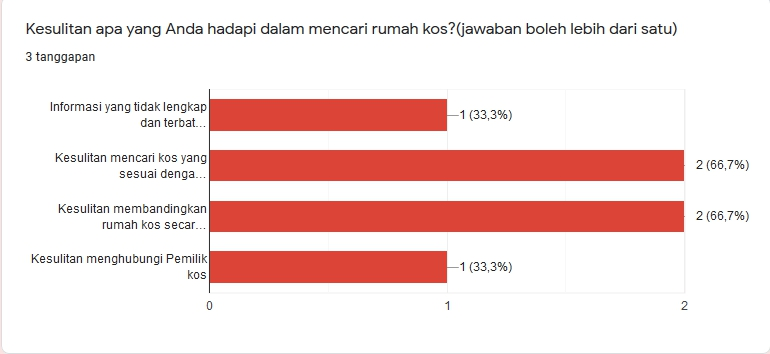 Kesulitan apa yang Anda hadapi dalam mencari rumah kos?(jawaban boleh lebih dari satu)
3 tanggapan
Informasi yang tidak lengkap
dan terbat...
1 (33,3%)
Kesulitan mencari kos yang
sesuai denga...
2 (66,7%)
Kesulitan membandingkan
rumah kos secar...
2 (66,7%)
Kesulitan menghubungi Pemilik
kos
1 (33,3%)
0
1
2